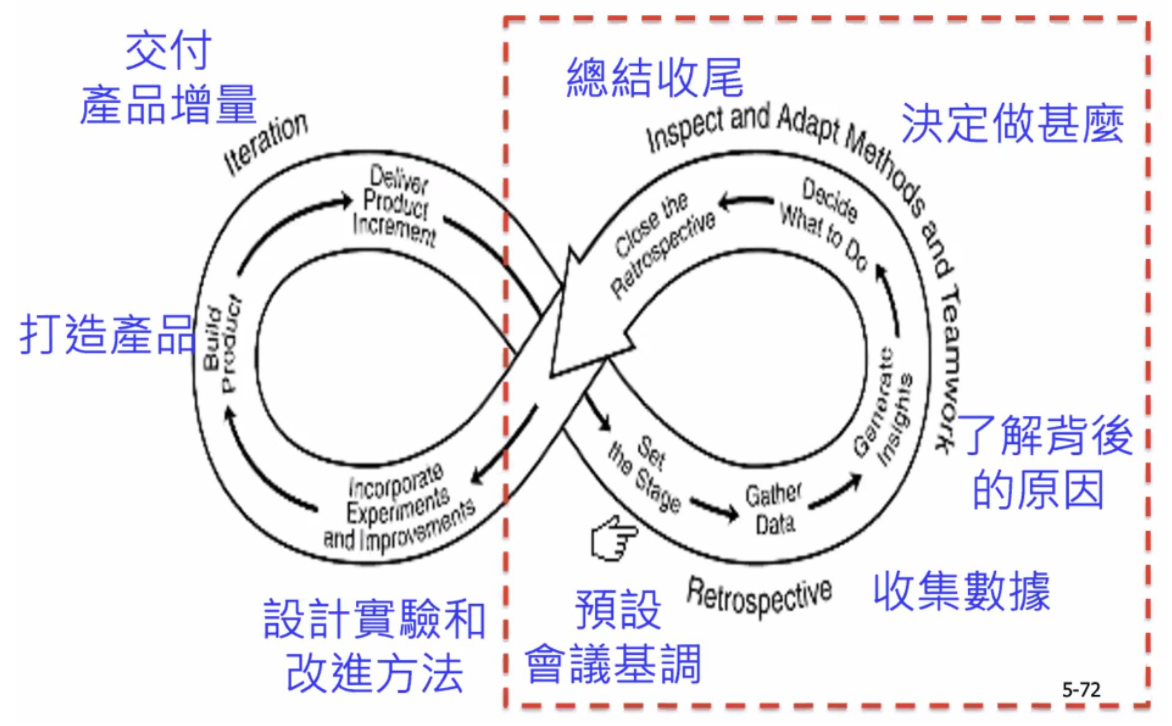 交付
產品增量
總結收尾
決定做甚麼
Iteration
Inspect and Adapt Methods and Teamwork
Deliver
Product
Increment
Close the
Retrospective
Decide
What to Do
打造產品
Build
Product
Generate
Insights
了解背後
的原因
Incorporate
Experiments
and Improvements
Set
the Stage
Gather
Data
Retrospective
收集數據
設計實驗和
改進方法
預設
會議基調
5-72